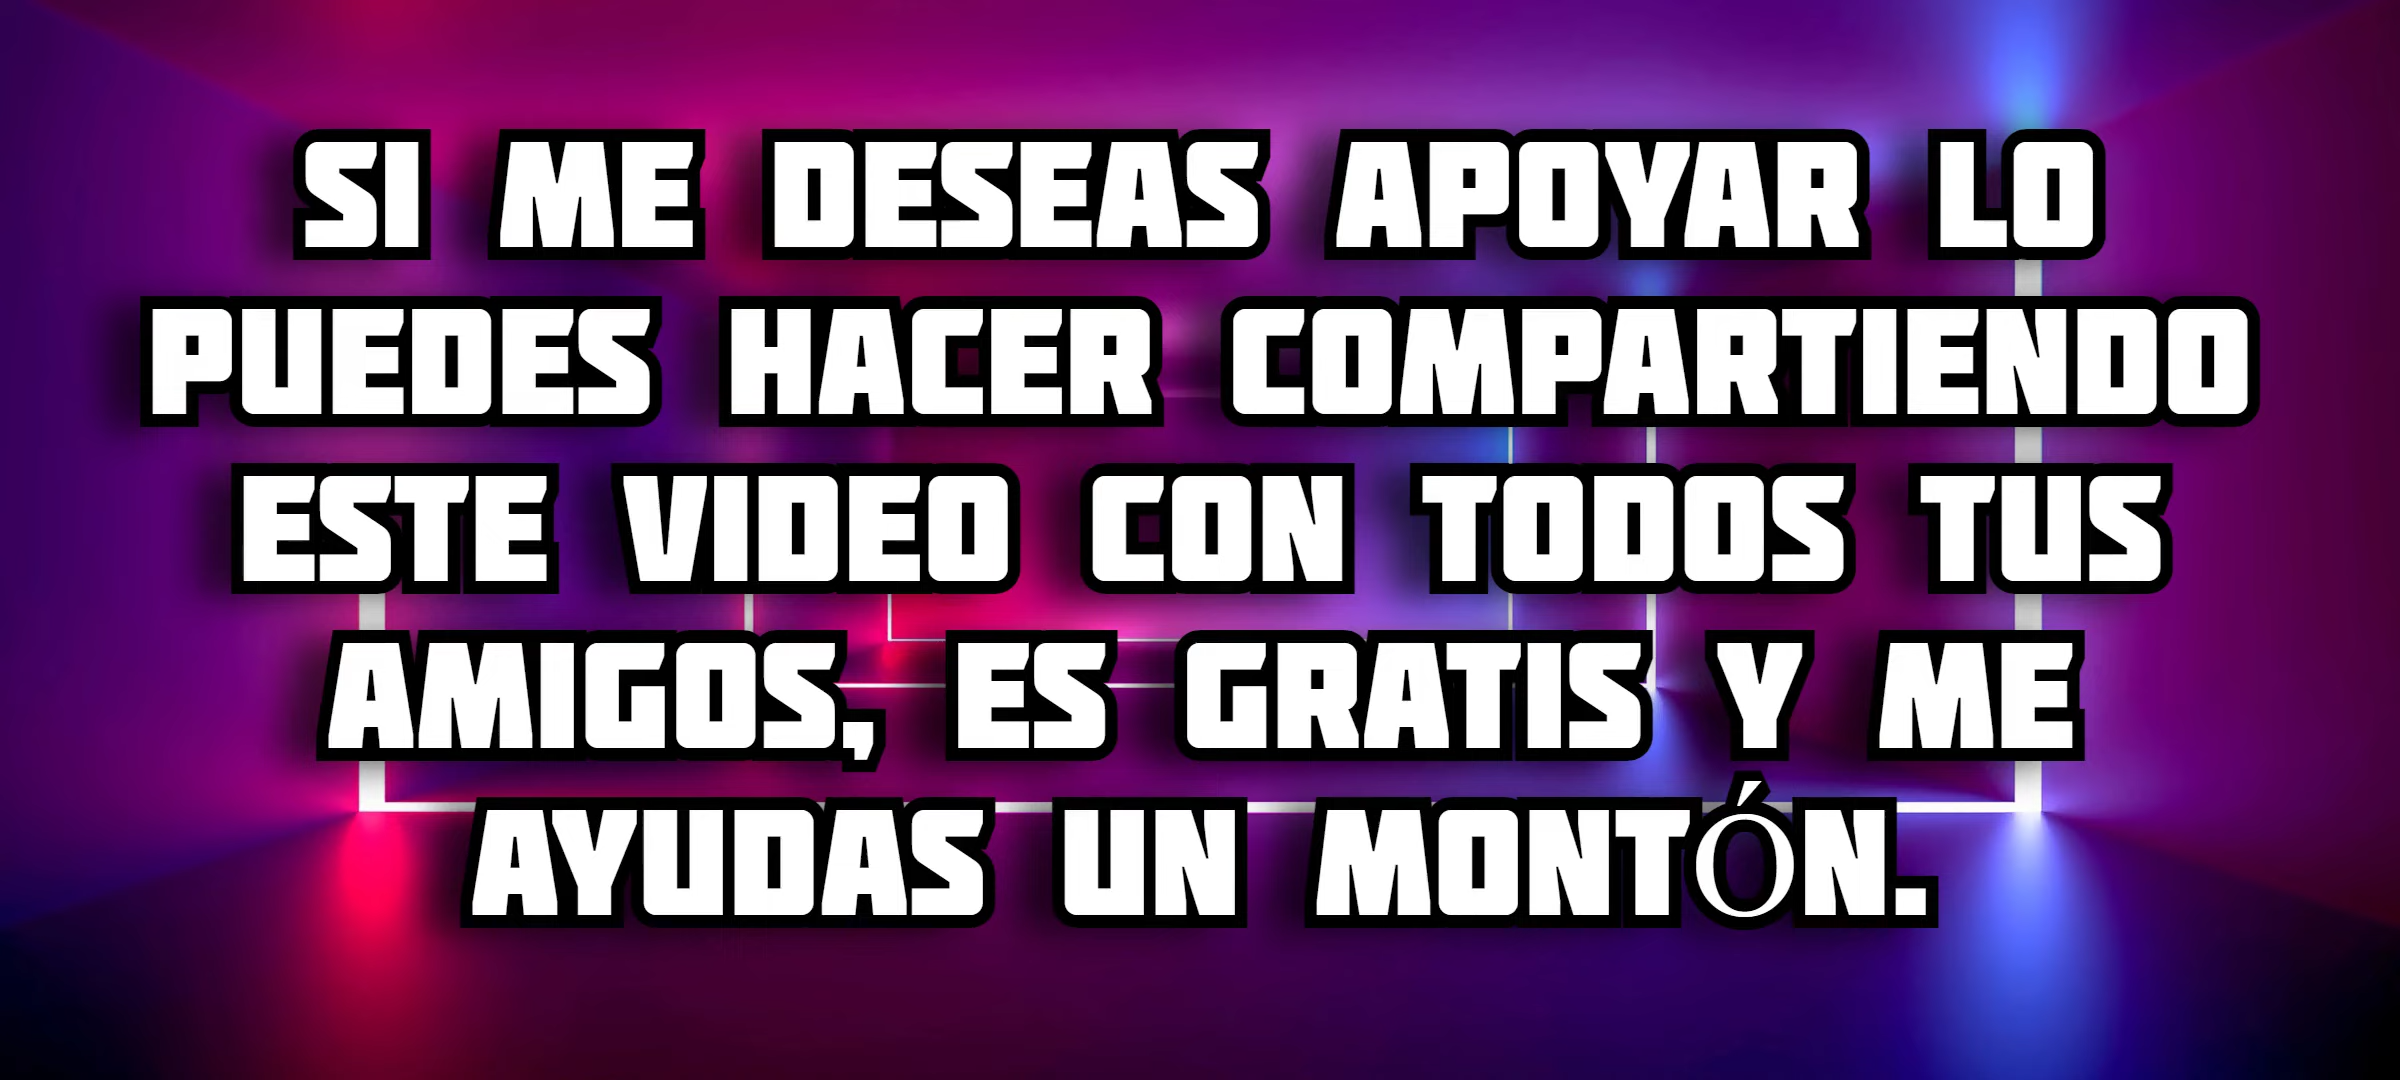 SI ME DESEAS APOYAR LO
PUEDES HACER COMPARTIENDO
ESTE VIDEO CON TODOS TUS
AMIGOS, ES GRATIS Y ME
AYUDAS UN MONTÓN.